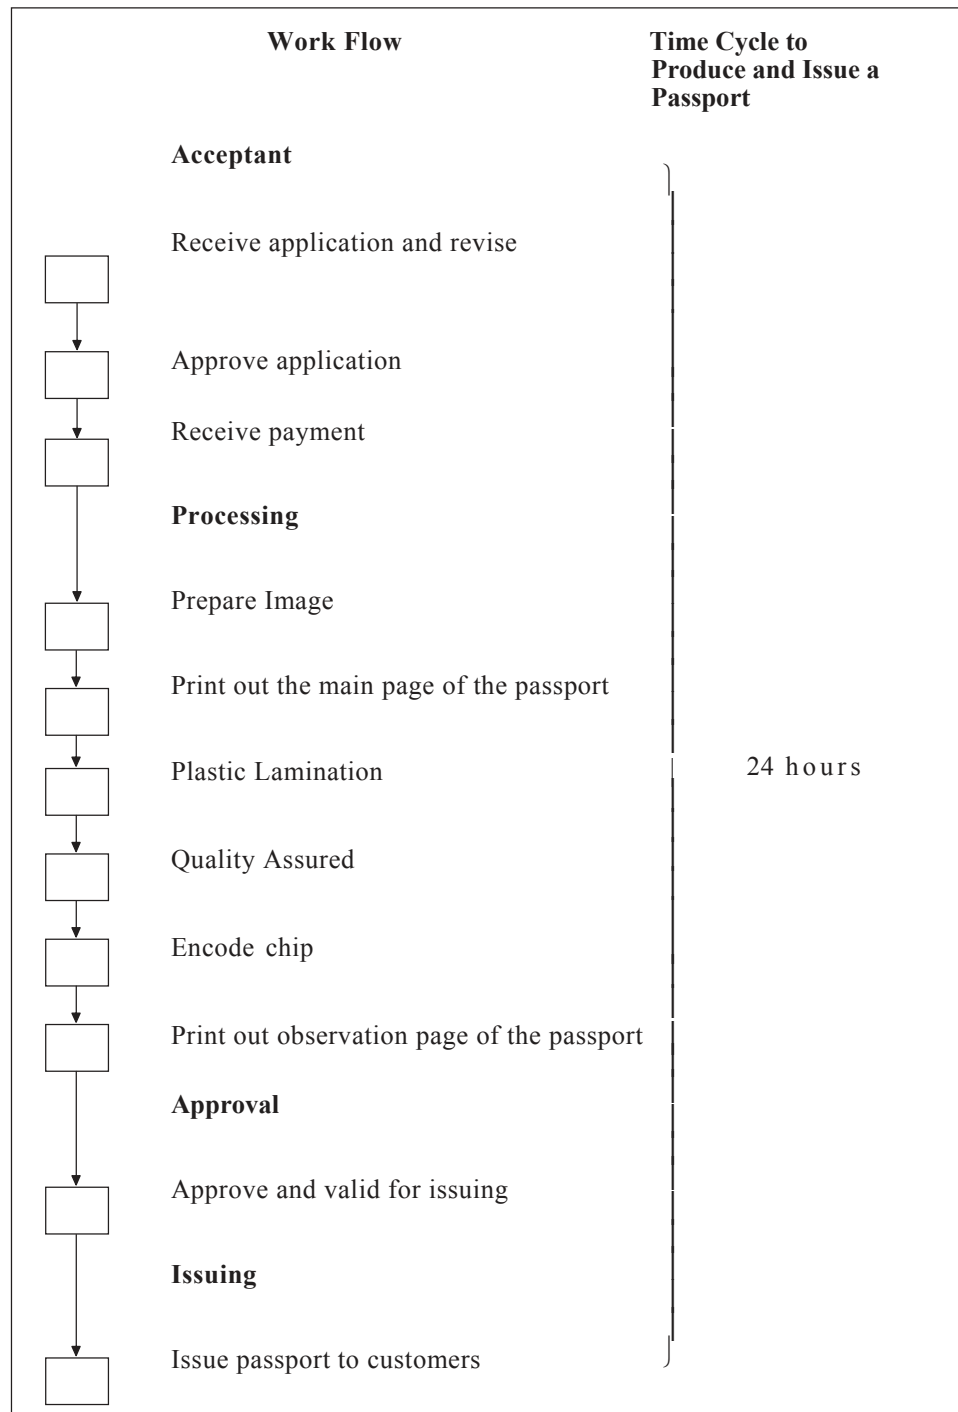 Work Flow
Time Cycle to
Produce and Issue a
Passport
Acceptant
Receive application and revise
Approve application
Receive payment
Processing
Prepare Image
Print out the main page of the passport
Plastic Lamination
24 hours
Quality Assured
Encode chip
Print out observation page of the passport
Approval
Approve and valid for issuing
Issuing
Issue passport to customers